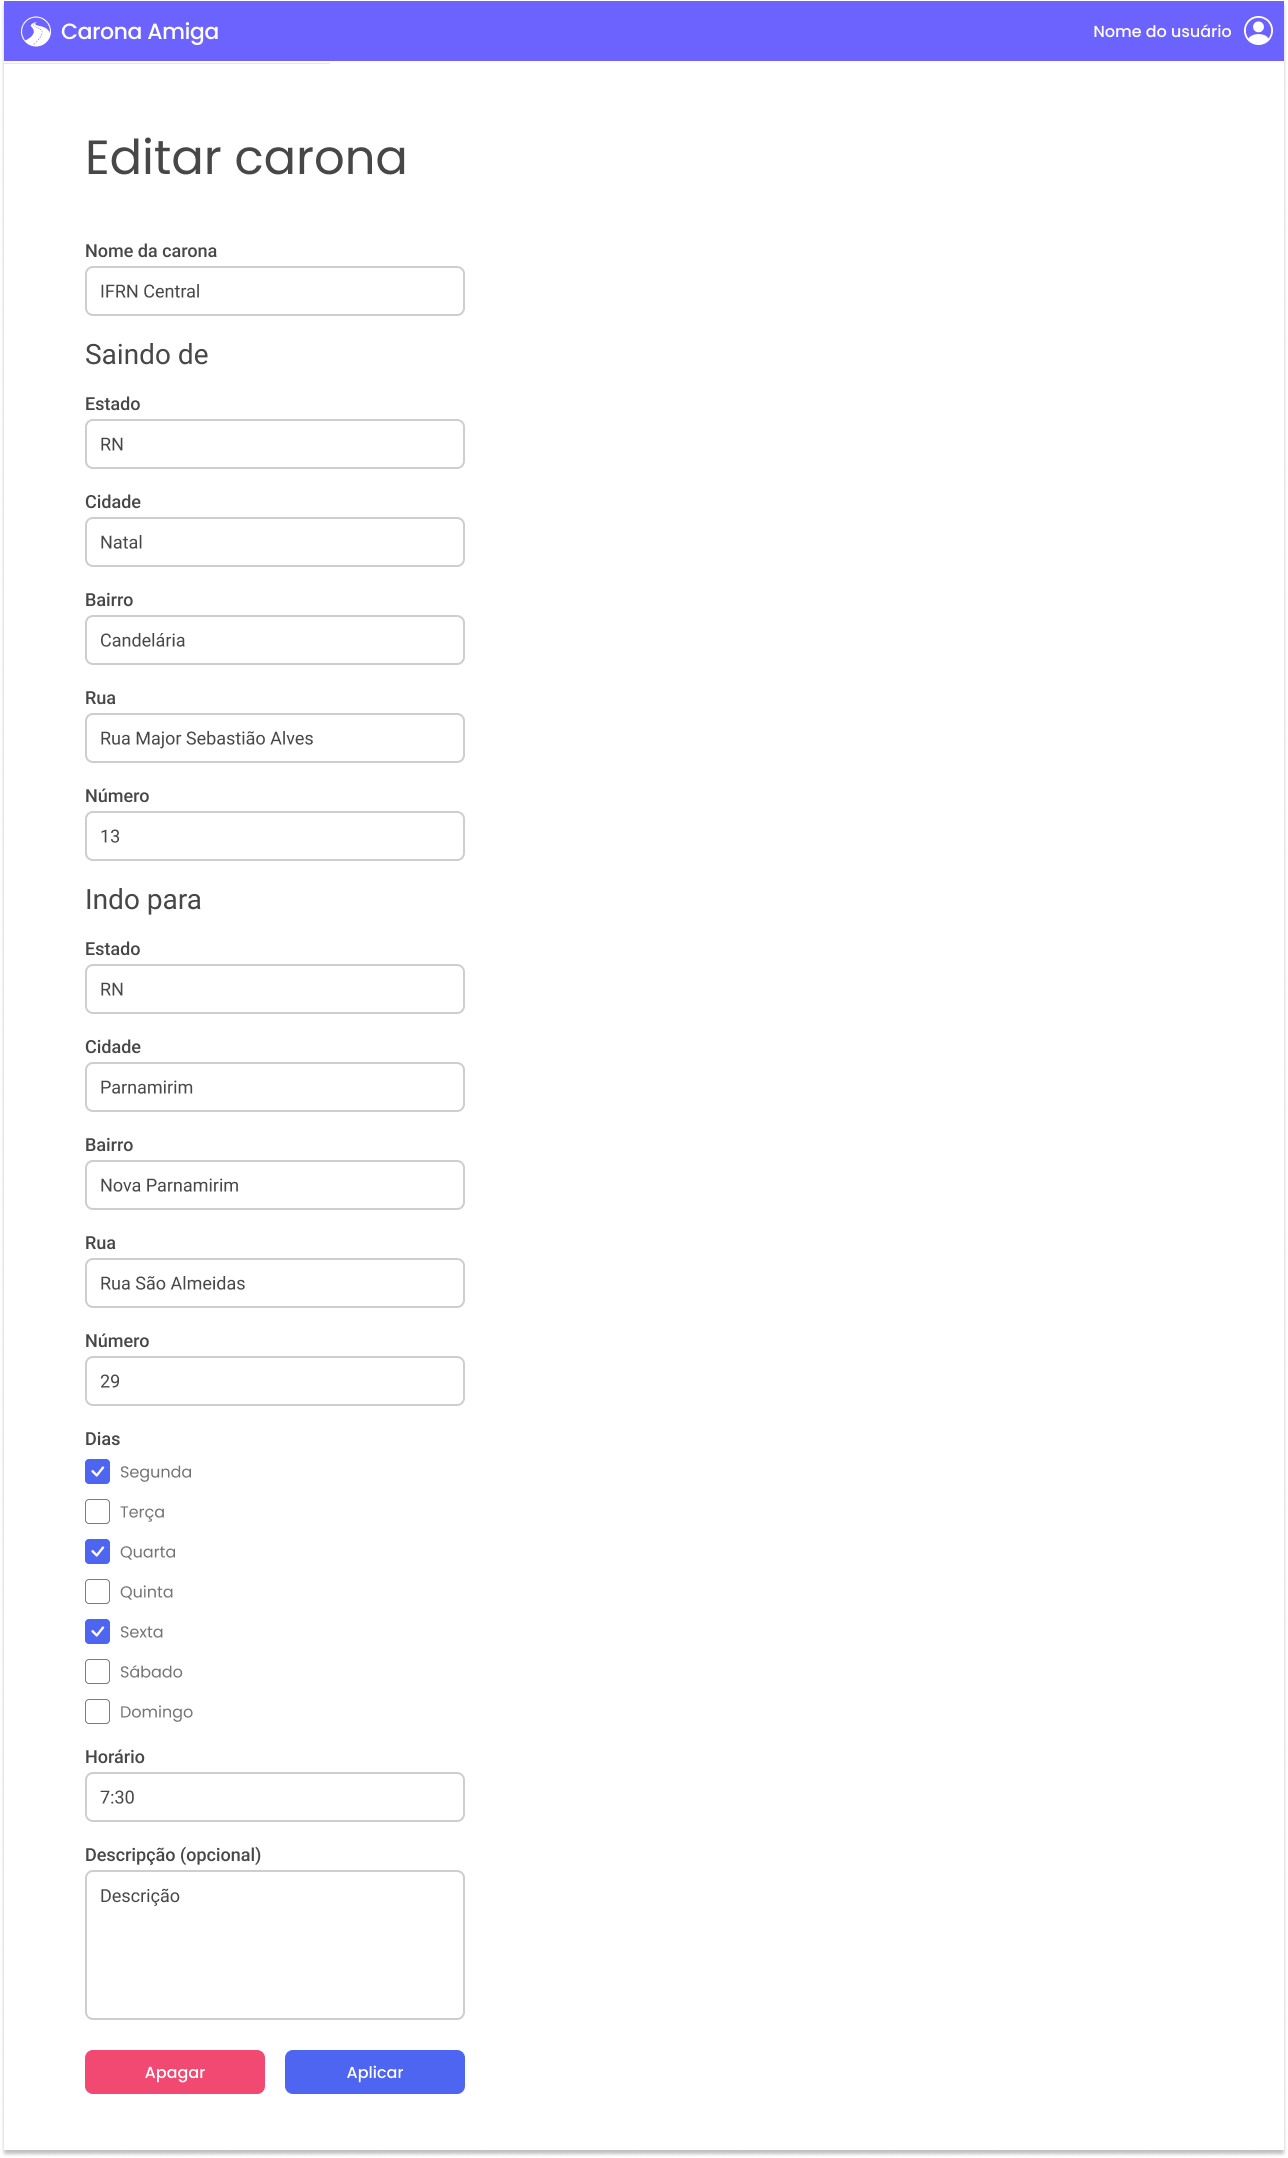 Carona Amiga
Nome do usuário
Editar carona
Nome da carona
IFRN Central
Saindo de
Estado
RN
Cidade
Natal
Bairro
Candelária
Rua
Rua Major Sebastião Alves
Número
13
Indo para
Estado
RN
Cidade
Parnamirim
Bairro
Nova Parnamirim
Rua
Rua São Almeidas
Número
29
Dias
Segunda
Terça
Quarta
Quinta
Sexta
Sábado
Domingo
Horário
7:30
Descripção (opcional)
Descrição
Apagar
Aplicar